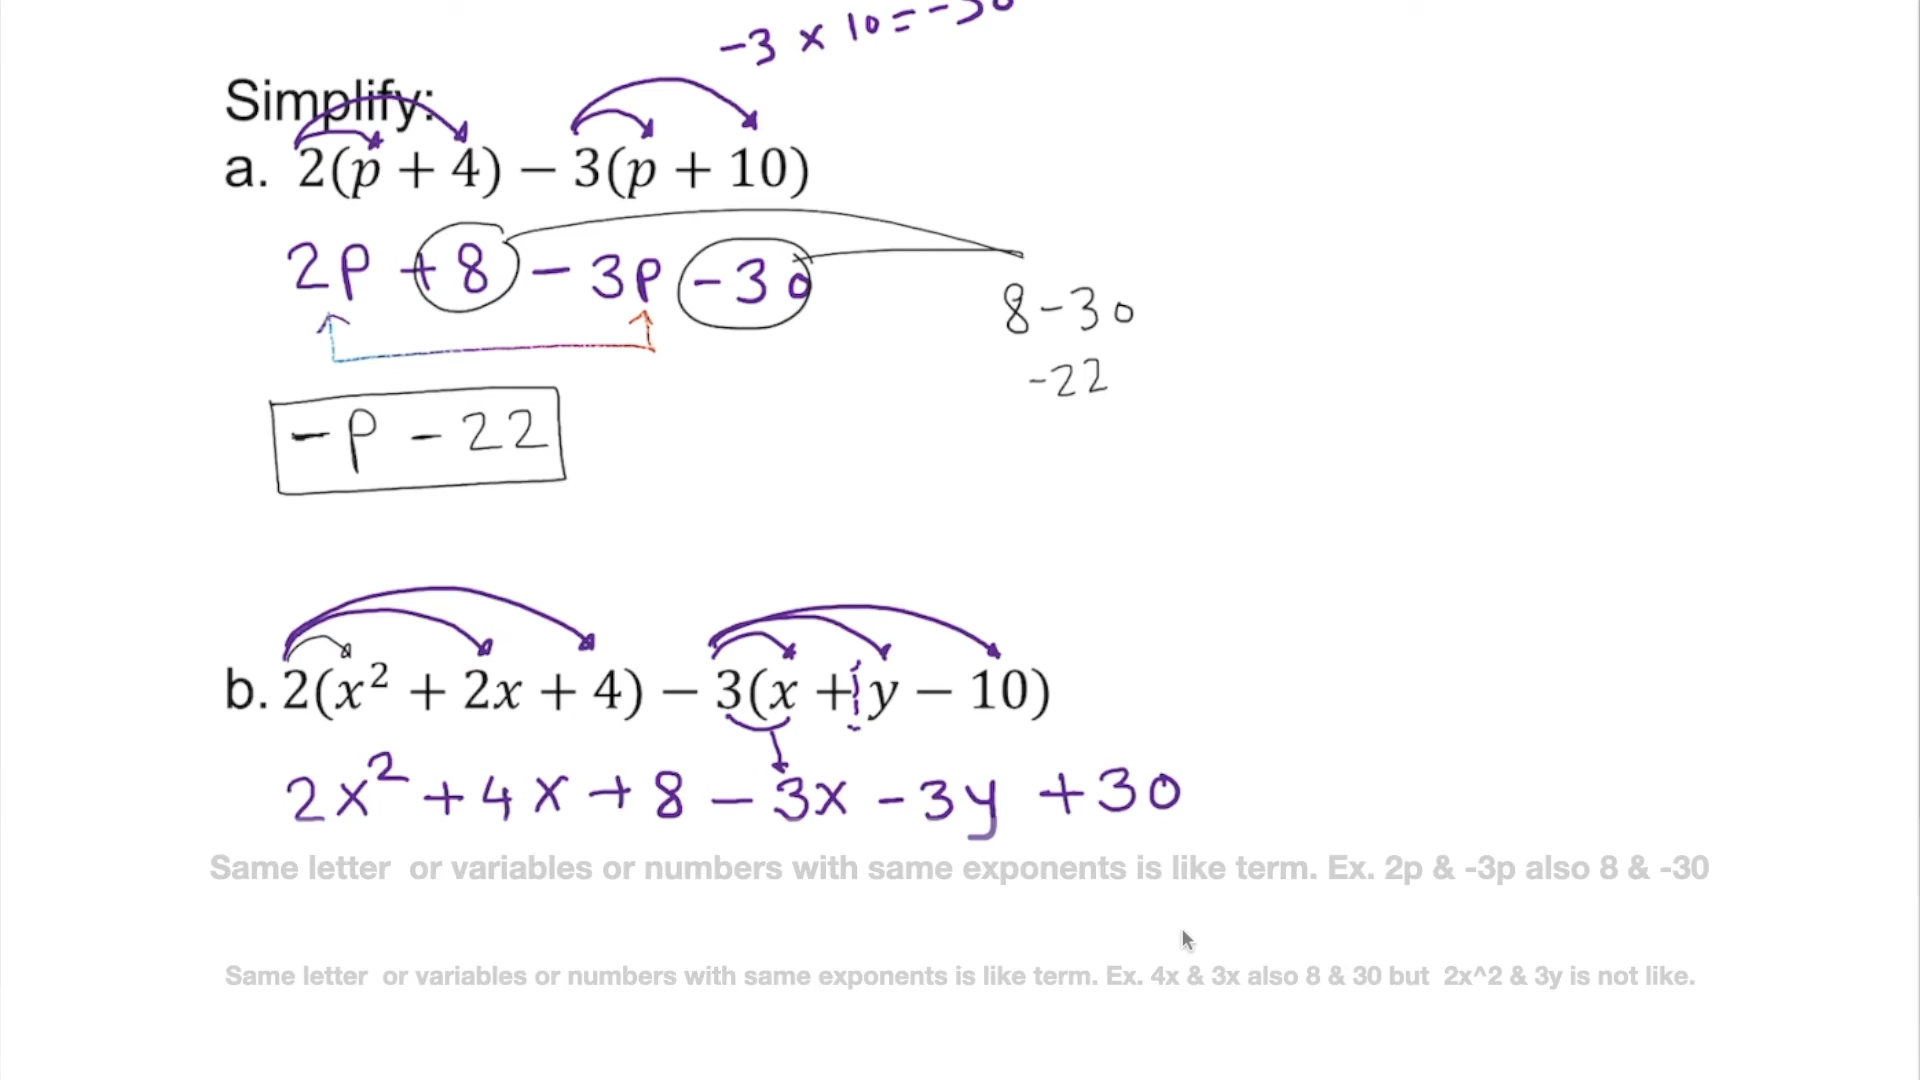 -3 x 10 = -30
Simplify:
a. 2(p + 4) − 3(p + 10)
2p +8 - 3p -30
8-30
-22
-p - 22
b. 2(x² + 2x + 4) − 3(x +1y − 10)
2x² + 4x + 8 - 3x - 3y + 30
Same letter or variables or numbers with same exponents is like term. Ex. 2p & -3p also 8 & -30
Same letter or variables or numbers with same exponents is like term. Ex. 4x & 3x also 8 & 30 but 2x^2 & 3y is not like.